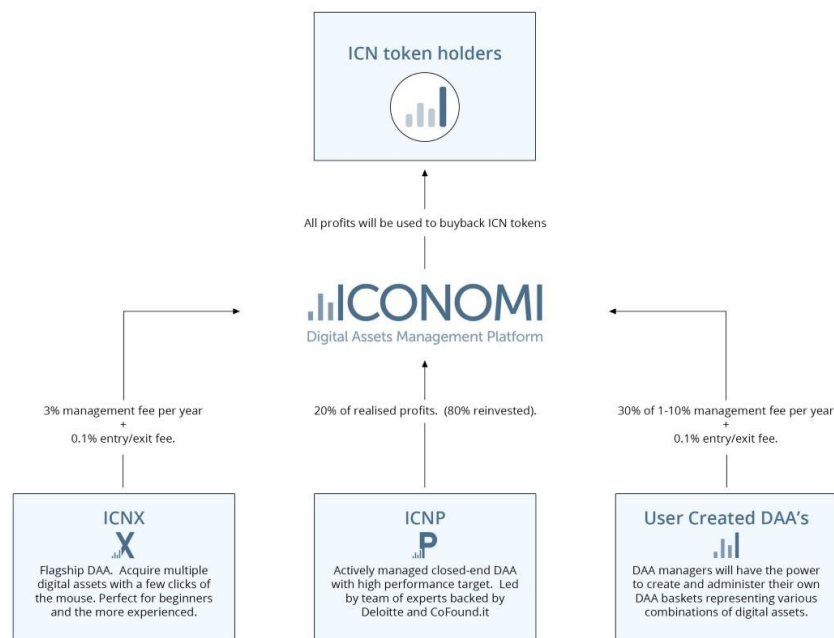 ICN token holders
All profits will be used to buyback ICN tokens
ICONOMI
Digital Assets Management Platform
3% management fee per year
+
0.1% entry/exit fee.
20% of realised profits.  (80% reinvested).
30% of 1-10% management fee per year
+
0.1% entry/exit fee.
ICNX
X
Flagship DAA.  Acquire multiple
digital assets with a few clicks of
the mouse. Perfect for beginners
and the more experienced.
ICNP
P
Actively managed closed-end DAA
with high performance target.  Led
by team of experts backed by
Deloitte and CoFound.it
User Created DAA's
DAA managers will have the power
to create and administer their own
DAA baskets representing various
combinations of digital assets.